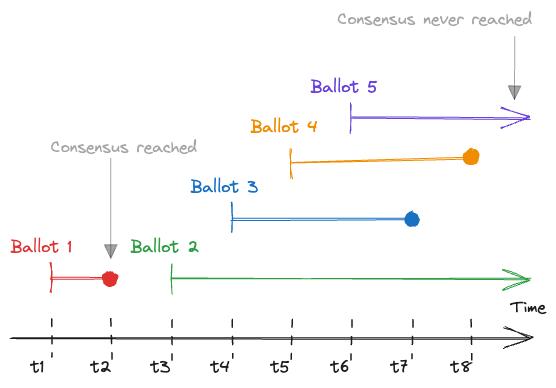 Consensus never reached
Ballot 5
Ballot 4
Consensus reached
Ballot 3
Ballot 1
Ballot 2
Time
t1 t2 t3 t4 t5 t6 t7 t8